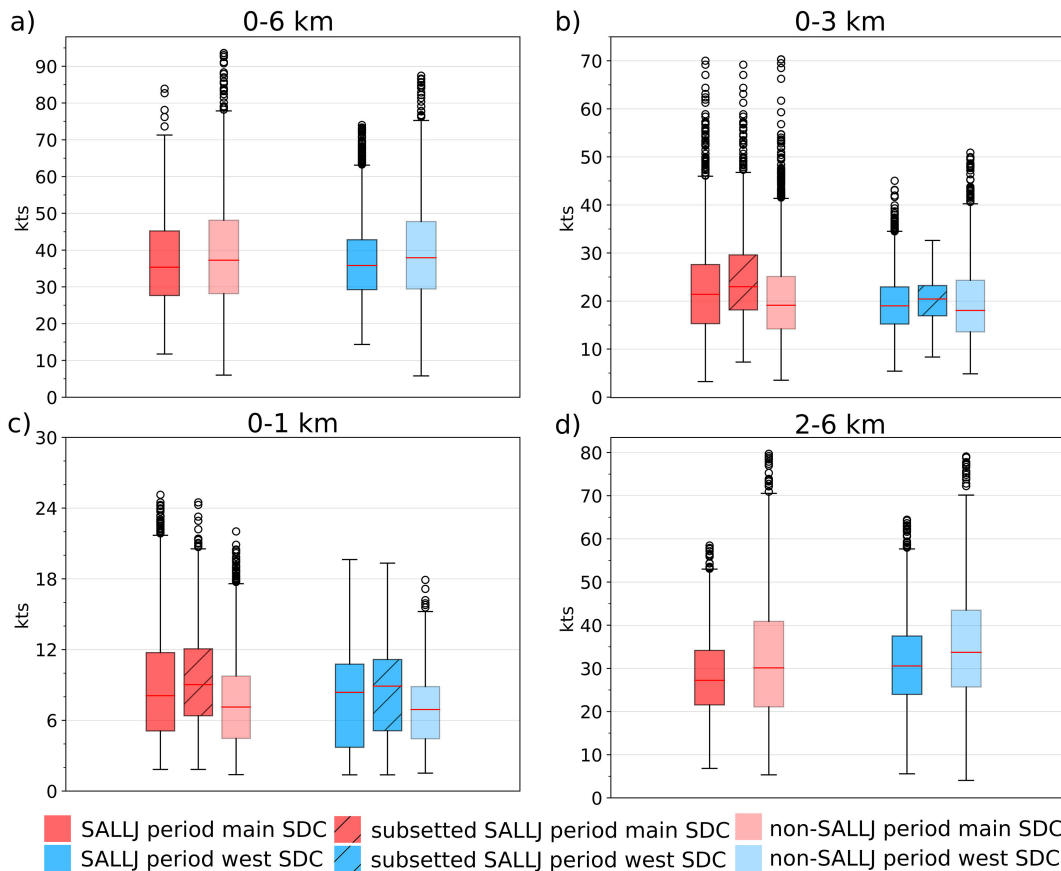 a) 0-6 km
90
80
70
60
50
40
30
20
10
0
kts
b) 0-3 km
70
60
50
40
30
20
10
0
kts
c) 0-1 km
30
24
18
12
6
0
kts
d) 2-6 km
80
70
60
50
40
30
20
10
0
kts
SALLJ period main SDC
subsetted SALLJ period main SDC
non-SALLJ period main SDC
SALLJ period west SDC
subsetted SALLJ period west SDC
non-SALLJ period west SDC